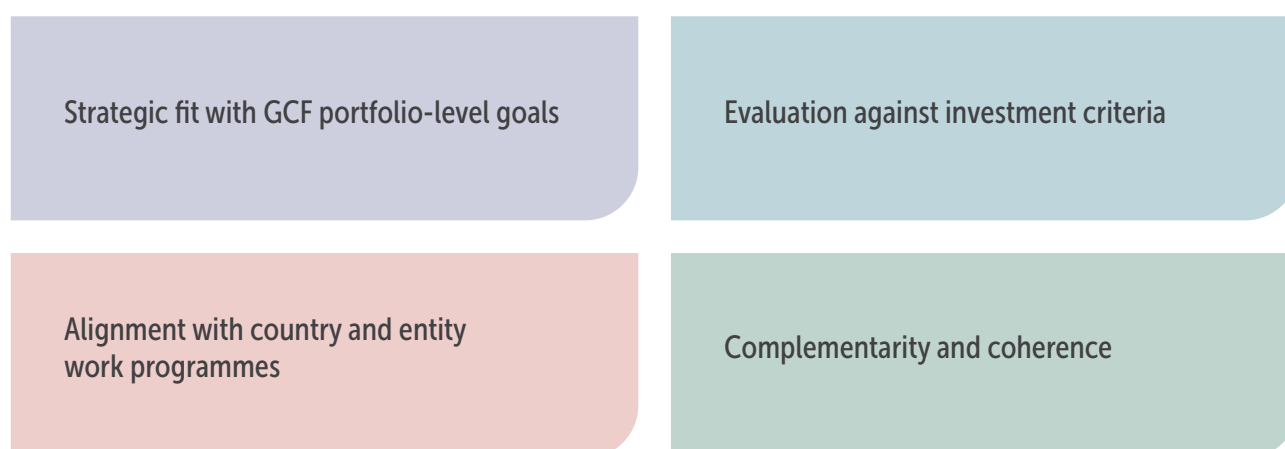 Strategic fit with GCF portfolio-level goals
Evaluation against investment criteria
Alignment with country and entity
work programmes
Complementarity and coherence